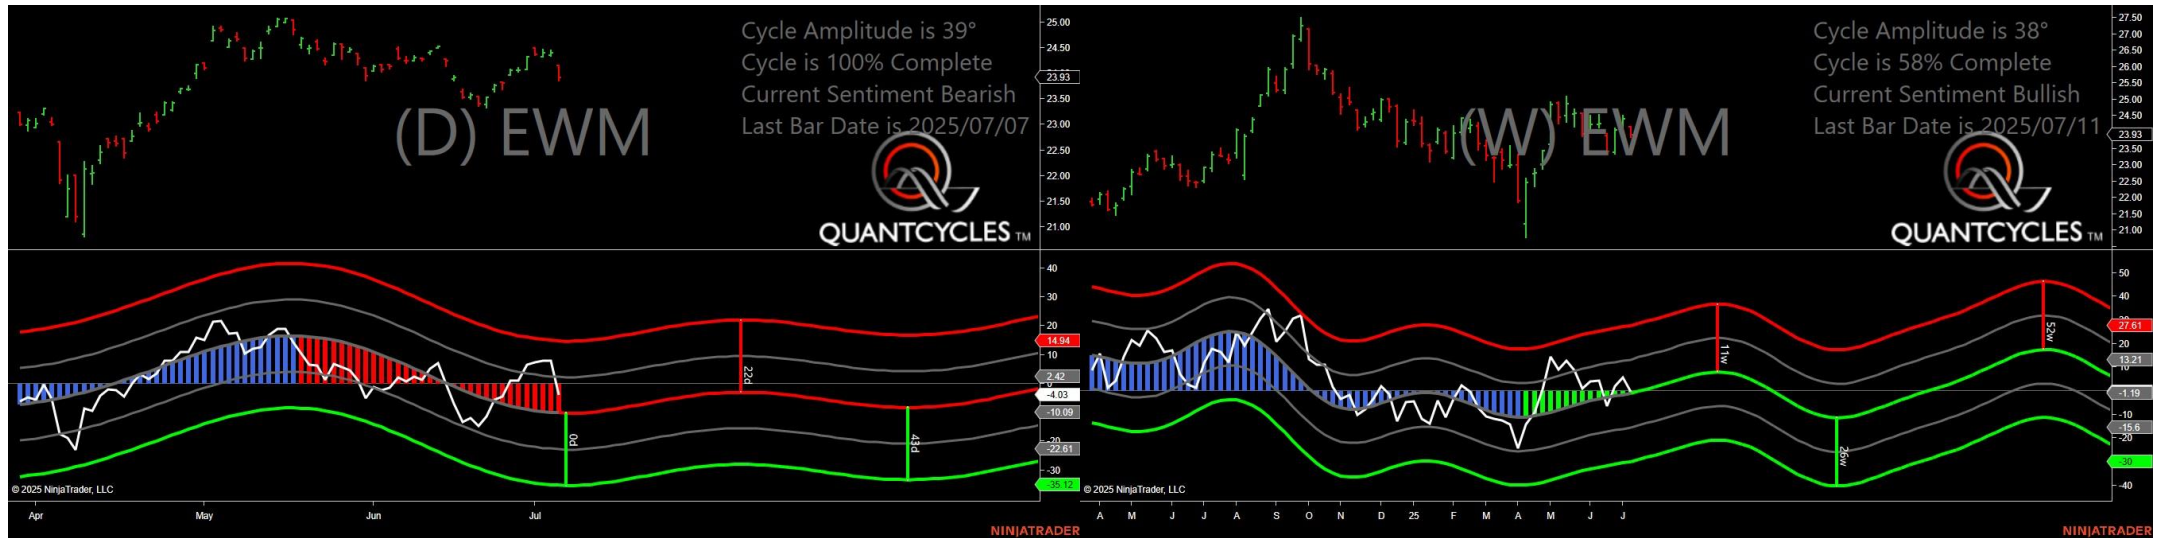 Cycle Amplitude is 39°
Cycle is 100% Complete
Current Sentiment Bearish
Last Bar Date is 2025/07/07
(D) EWM
QUANTCYCLES TM
25.00
24.50
23.93
23.50
23.00
22.50
22.00
21.50
21.00
40
30
20
14.94
10
2.42
-4.03
-10.09
-20
-22.61
-30
-35.12
0d
22d
43d
© 2025 NinjaTrader, LLC
Apr May Jun Jul
NINJATRADER
Cycle Amplitude is 38°
Cycle is 58% Complete
Current Sentiment Bullish
Last Bar Date is 2025/07/11
(W) EWM
QUANTCYCLES TM
27.50
27.00
26.50
26.00
25.50
25.00
24.50
23.93
23.50
23.00
22.50
22.00
21.50
21.00
50
40
27.61
20
13.21
10
-1.19
-10
-15.6
-20
-30
-40
11w
26w
52w
© 2025 NinjaTrader, LLC
A M J J A S O N D 25 F M A M J J
NINJATRADER